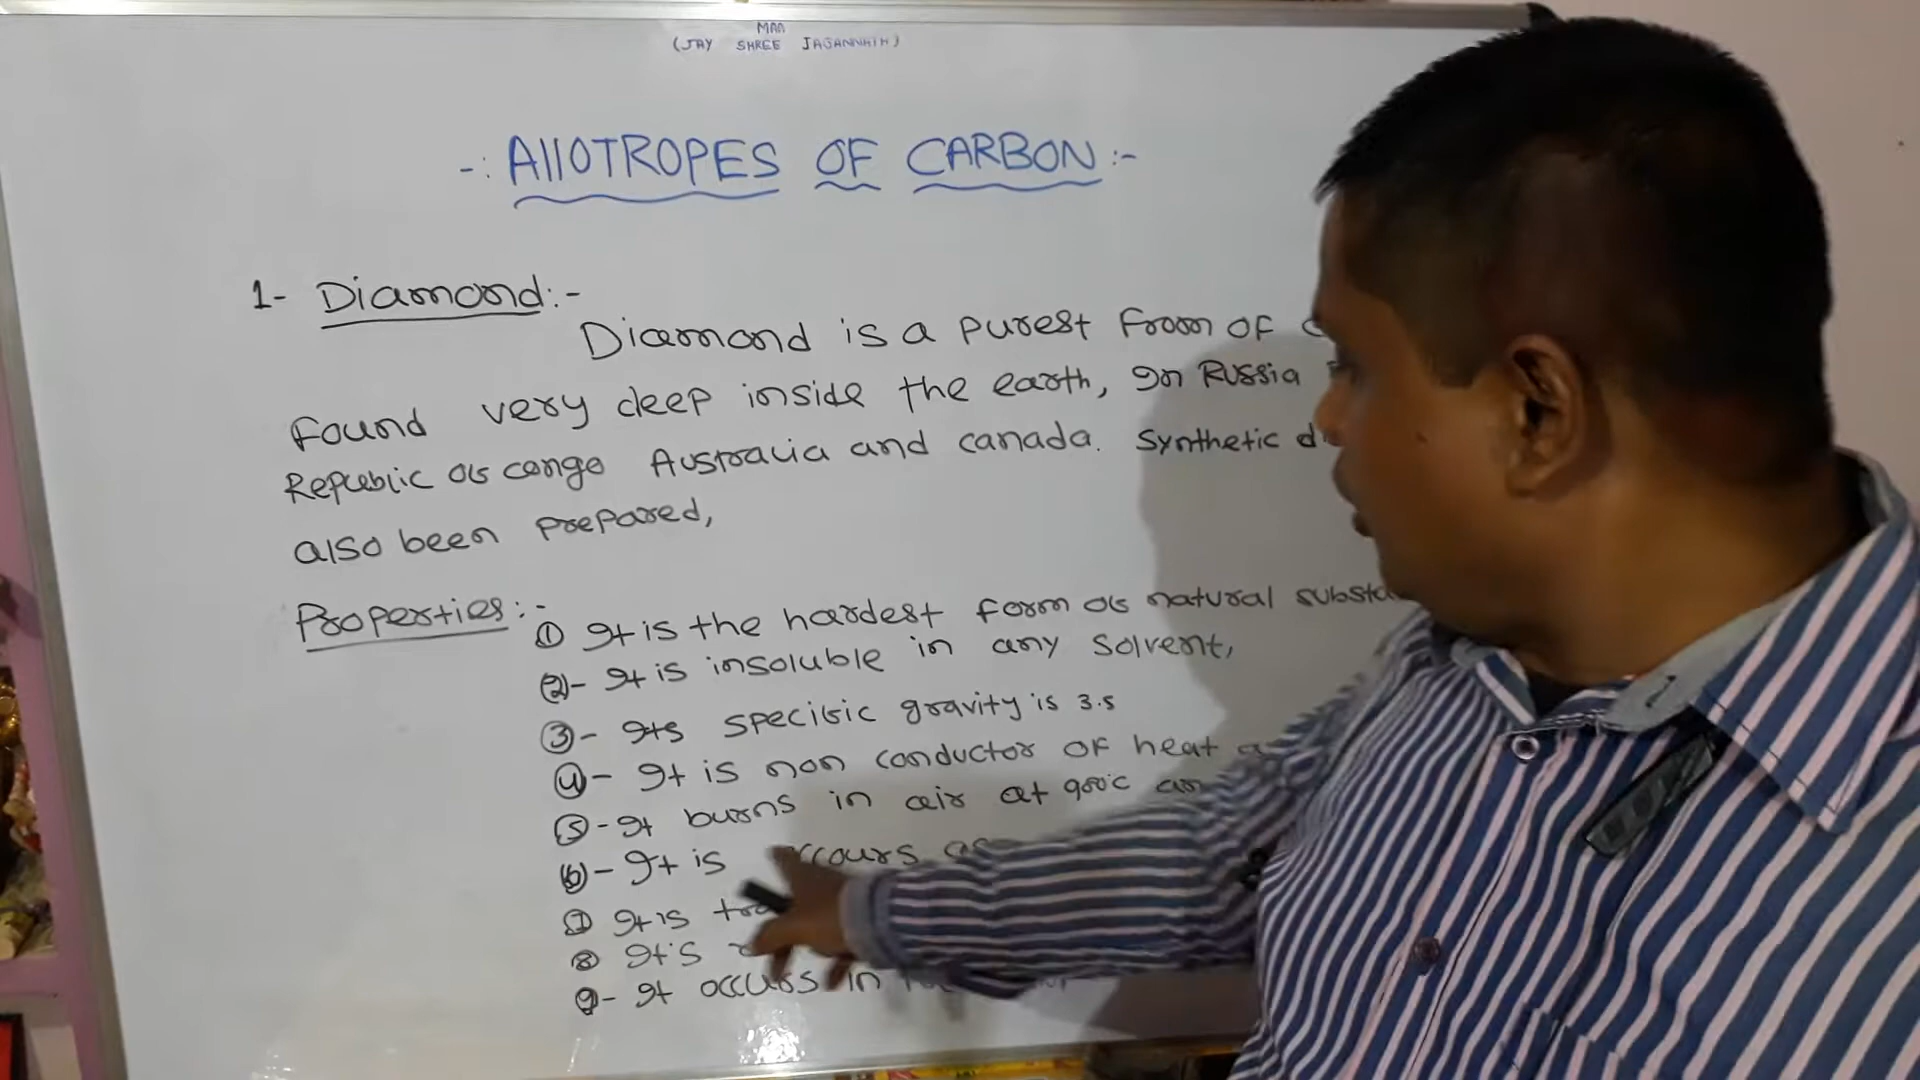 MAA
(JAY SHREE JAGANNATH)
-: AllOTROPES OF CARBON :-
1- Diamond:-
Diamond is a purest from of
found very deep inside the earth, In Russia
Republic of congo Australia and canada. Synthetic
also been prepared,
Properties:-
① It is the hardest form of natural
②- It is insoluble in any solvent,
③- Its specific gravity is 3.5
④- It is non conductor of heat
⑤- It burns in air at 900°c
⑥- It is
⑦ It is
⑧ It's
⑨- It occurs in